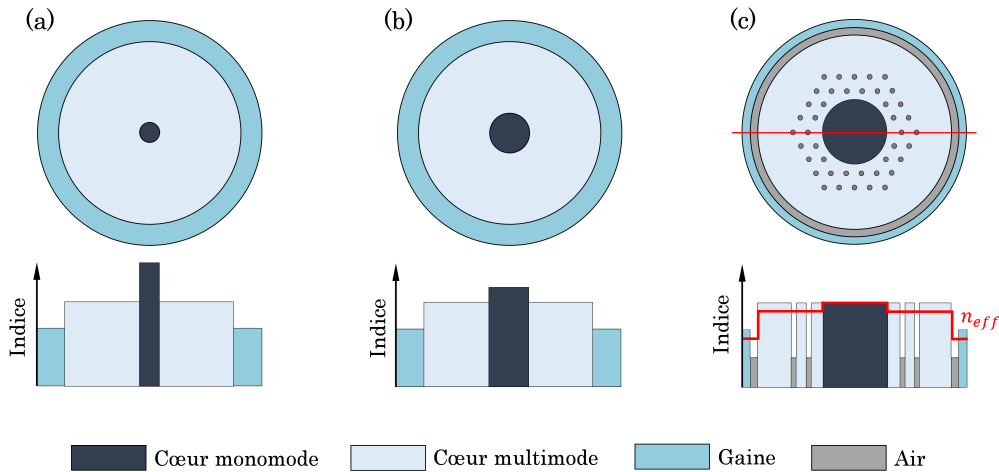 (a)
(b)
(c)
Indice
Indice
Indice
n_eff
Cœur monomode
Cœur multimode
Gaine
Air